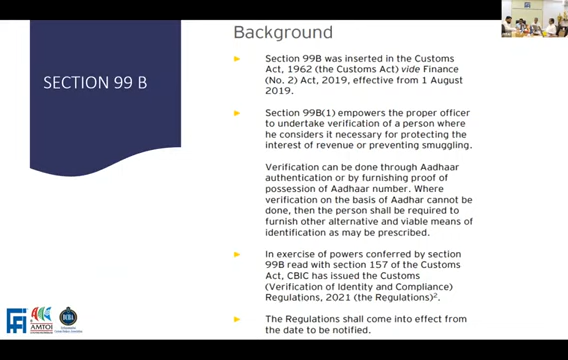 SECTION 99 B
Background
Section 99B was inserted in the Customs
Act, 1962 (the Customs Act) vide Finance
(No. 2) Act, 2019, effective from 1 August
2019.
Section 99B(1) empowers the proper officer
to undertake verification of a person where
he considers it necessary for protecting the
interest of revenue or preventing smuggling.
Verification can be done through Aadhaar
authentication or by furnishing proof of
possession of Aadhaar number. Where
verification on the basis of Aadhar cannot be
done, then the person shall be required to
furnish other alternative and viable means of
identification as may be prescribed.
In exercise of powers conferred by section
99B read with section 157 of the Customs
Act, CBIC has issued the Customs
(Verification of Identity and Compliance)
Regulations, 2021 (the Regulations)².
The Regulations shall come into effect from
the date to be notified.
AMTOI
DCBA